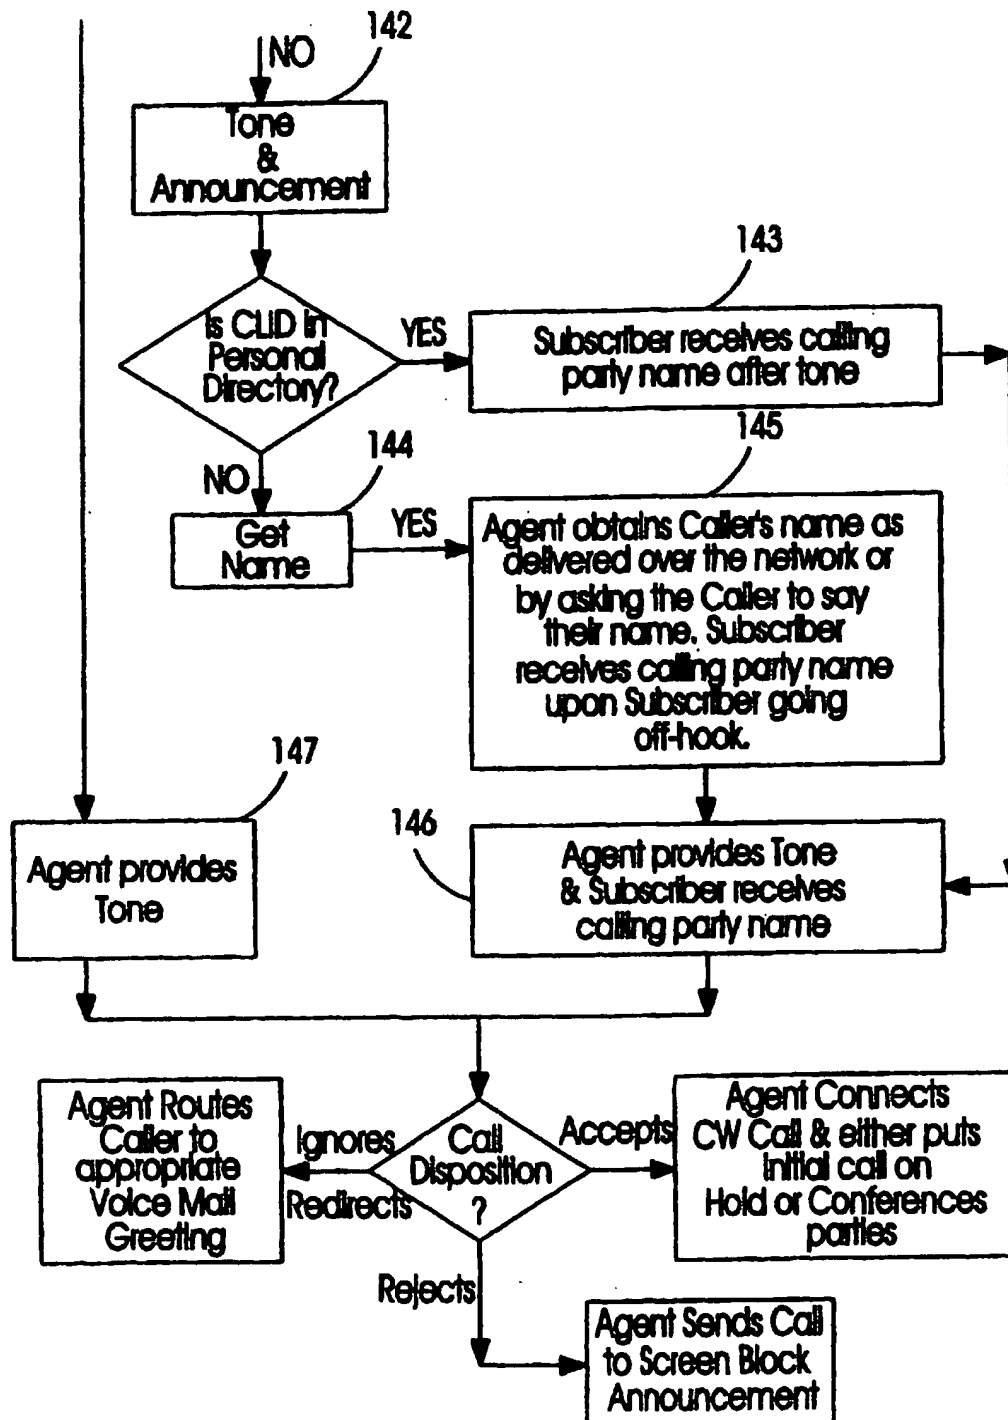 142
NO
Tone
&
Announcement
143
Is CLID in
Personal
Directory?
YES
Subscriber receives calling
party name after tone
145
144
NO
Get
Name
YES
Agent obtains Caller's name as
delivered over the network or
by asking the Caller to say
their name. Subscriber
receives calling party name
upon Subscriber going
off-hook.
147
146
Agent provides
Tone
Agent provides Tone
& Subscriber receives
calling party name
Agent Routes
Caller to
appropriate
Voice Mail
Greeting
Ignores
Redirects
Call
Disposition
?
Accepts
Agent Connects
CW Call & either puts
Initial call on
Hold or Conferences
parties
Rejects
Agent Sends Call
to Screen Block
Announcement